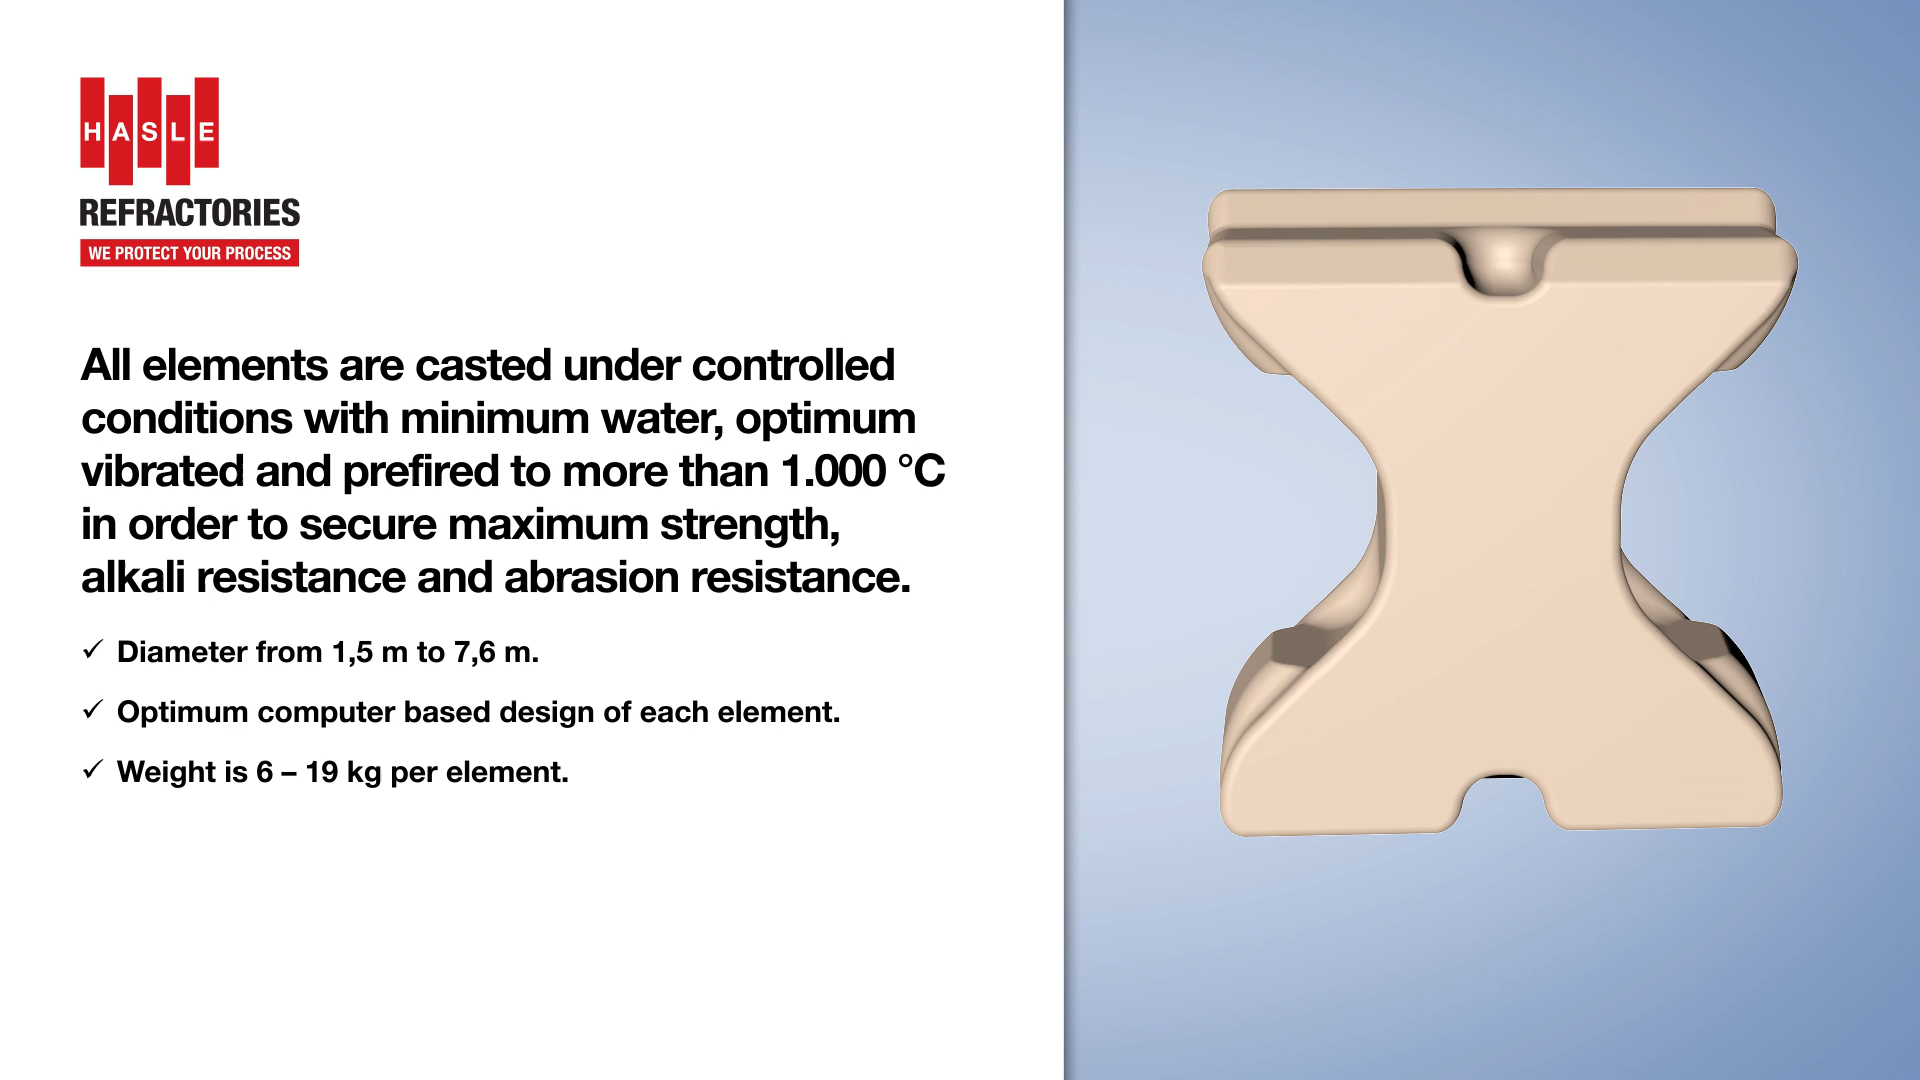 HASLE
REFRACTORIES
WE PROTECT YOUR PROCESS
All elements are casted under controlled
conditions with minimum water, optimum
vibrated and prefired to more than 1.000 °C
in order to secure maximum strength,
alkali resistance and abrasion resistance.
✓ Diameter from 1,5 m to 7,6 m.
✓ Optimum computer based design of each element.
✓ Weight is 6 – 19 kg per element.